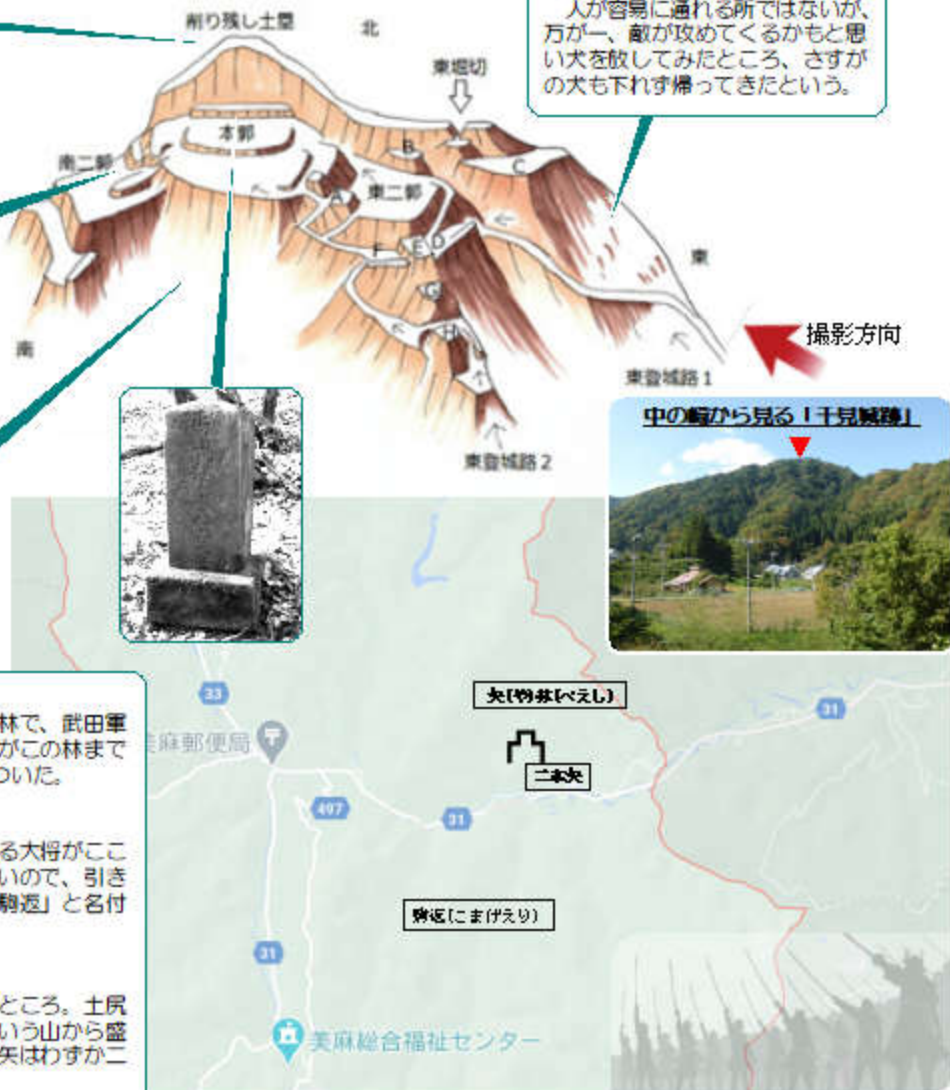 人が容易に通れる所ではないが、
万が一、敵が攻めてくるかもと思
い犬を放してみたところ、さすが
の犬も下れず帰ってきたという。
削り残し土塁
北
東堀切
本郭
B
C
南二郭
A
東二郭
東
F
E
D
G
H
南
撮影方向
東登城路1
東登城路2
中の峰から見る「千見城跡」
林で、武田軍
がこの林まで
ついた。
る大将がここ
いので、引き
駒返」と名付
ところ。土尻
いう山から盛
矢はわずか二
33
美麻郵便局
矢(や)林(べえし)
31
二本矢
497
31
駒返(こまげえり)
31
美麻総合福祉センター